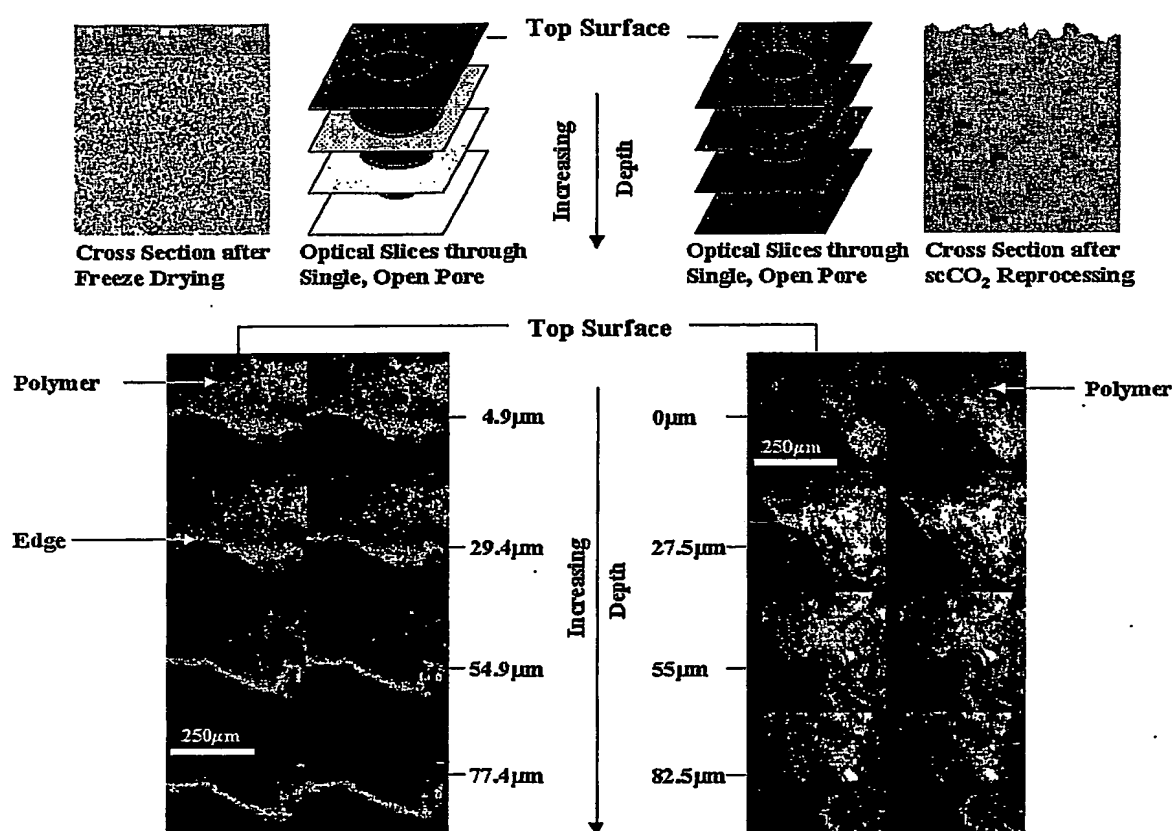 Top Surface
Increasing
Depth
Cross Section after
Freeze Drying
Optical Slices through
Single, Open Pore
Optical Slices through
Single, Open Pore
Cross Section after
scCO₂ Reprocessing
Top Surface
Polymer
Edge
4.9µm
29.4µm
54.9µm
77.4µm
250µm
Increasing
Depth
0µm
27.5µm
55µm
82.5µm
250µm
Polymer